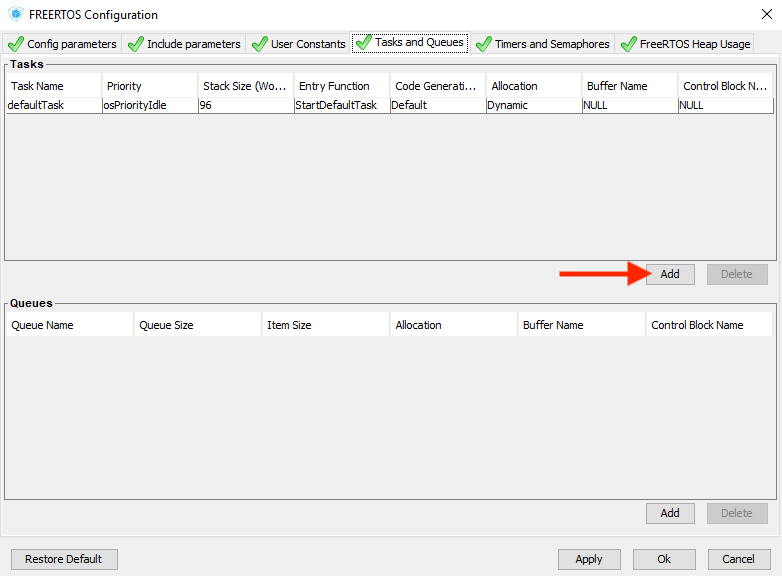 FREERTOS Configuration
Config parameters Include parameters User Constants Tasks and Queues Timers and Semaphores FreeRTOS Heap Usage
Tasks
Task Name Priority Stack Size (Wo... Entry Function Code Generati... Allocation Buffer Name Control Block N...
defaultTask osPriorityIdle 96 StartDefaultTask Default Dynamic NULL NULL
Add Delete
Queues
Queue Name Queue Size Item Size Allocation Buffer Name Control Block Name
Add Delete
Restore Default Apply Ok Cancel